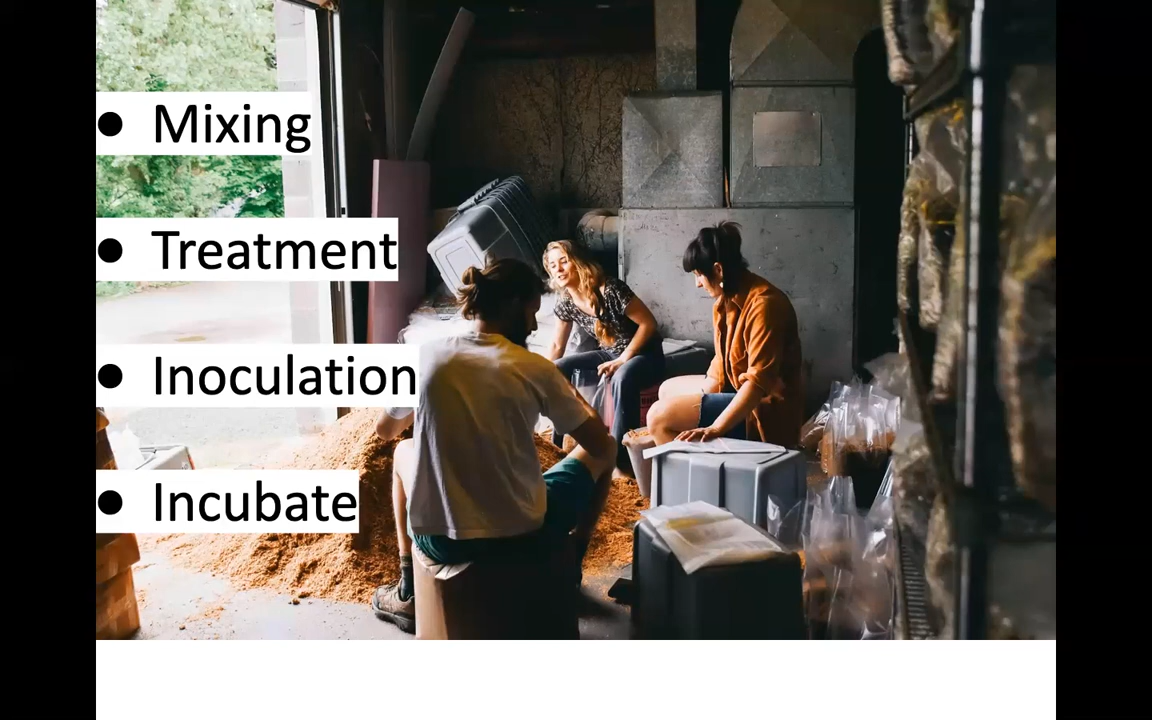 ● Mixing
● Treatment
● Inoculation
● Incubate